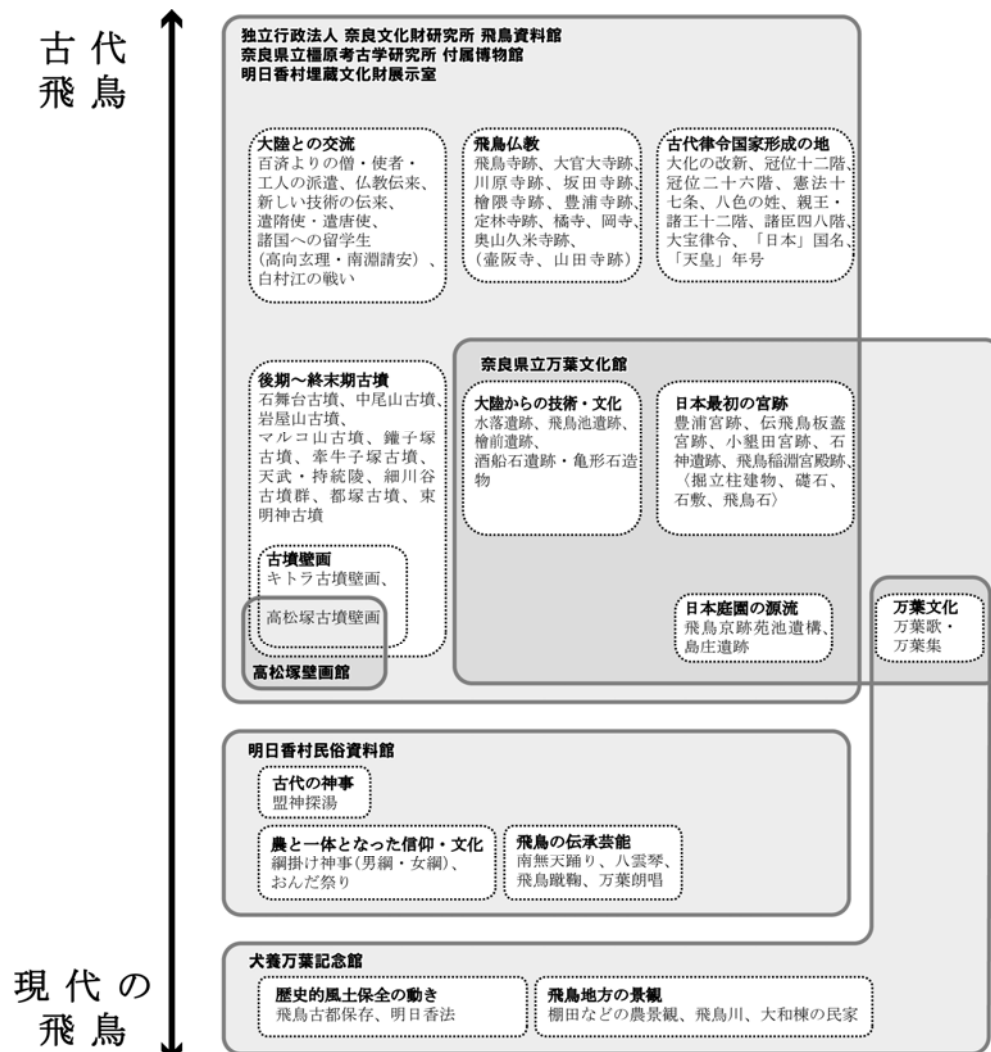 古代
飛鳥
独立行政法人 奈良文化財研究所 飛鳥資料館
奈良県立橿原考古学研究所 付属博物館
明日香村埋蔵文化財展示室
大陸との交流
百済よりの僧・使者・
工人の派遣、仏教伝来、
新しい技術の伝来、
遣隋使・遣唐使、
諸国への留学生
(高向玄理・南淵請安)、
白村江の戦い
飛鳥仏教
飛鳥寺跡、大官大寺跡、
川原寺跡、坂田寺跡、
檜隈寺跡、豊浦寺跡、
定林寺跡、橘寺、岡寺、
奥山久米寺跡、
(壷阪寺、山田寺跡)
古代律令国家形成の地
大化の改新、冠位十二階、
冠位二十六階、憲法十
七条、八色の姓、親王・
諸王十二階、諸臣四八階、
大宝律令、「日本」国名、
「天皇」年号
後期～終末期古墳
石舞台古墳、中尾山古墳、
岩屋山古墳、
マルコ山古墳、鑵子塚
古墳、牽牛子塚古墳、
天武・持統陵、細川谷
古墳群、都塚古墳、束
明神古墳
古墳壁画
キトラ古墳壁画、
高松塚古墳壁画
高松塚壁画館
奈良県立万葉文化館
大陸からの技術・文化
水落遺跡、飛鳥池遺跡、
檜前遺跡、
酒船石遺跡・亀形石造
物
日本最初の宮跡
豊浦宮跡、伝飛鳥板蓋
宮跡、小墾田宮跡、石
神遺跡、飛鳥稲淵宮殿跡、
〈掘立柱建物、礎石、
石敷、飛鳥石〉
日本庭園の源流
飛鳥京跡苑池遺構、
島庄遺跡
万葉文化
万葉歌・
万葉集
明日香村民俗資料館
古代の神事
盟神探湯
農と一体となった信仰・文化
綱掛け神事(男綱・女綱)、
おんだ祭り
飛鳥の伝承芸能
南無天踊り、八雲琴、
飛鳥蹴鞠、万葉朗唱
現代の
飛鳥
犬養万葉記念館
歴史的風土保全の動き
飛鳥古都保存、明日香法
飛鳥地方の景観
棚田などの農景観、飛鳥川、大和棟の民家